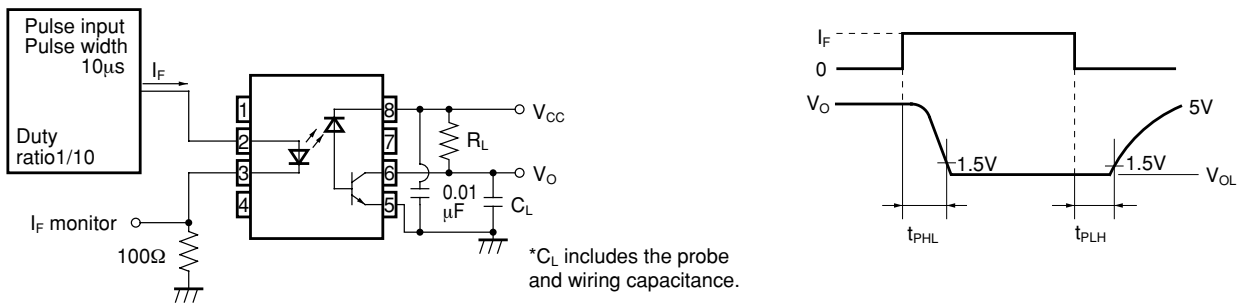 Pulse input
Pulse width
10μs
Duty
ratio1/10
I_F
1
2
3
4
8
7
6
5
V_CC
R_L
V_O
0.01
μF
C_L
I_F monitor
100Ω
*C_L includes the probe
and wiring capacitance.
I_F
0
V_O
5V
1.5V
1.5V
V_OL
t_PHL
t_PLH